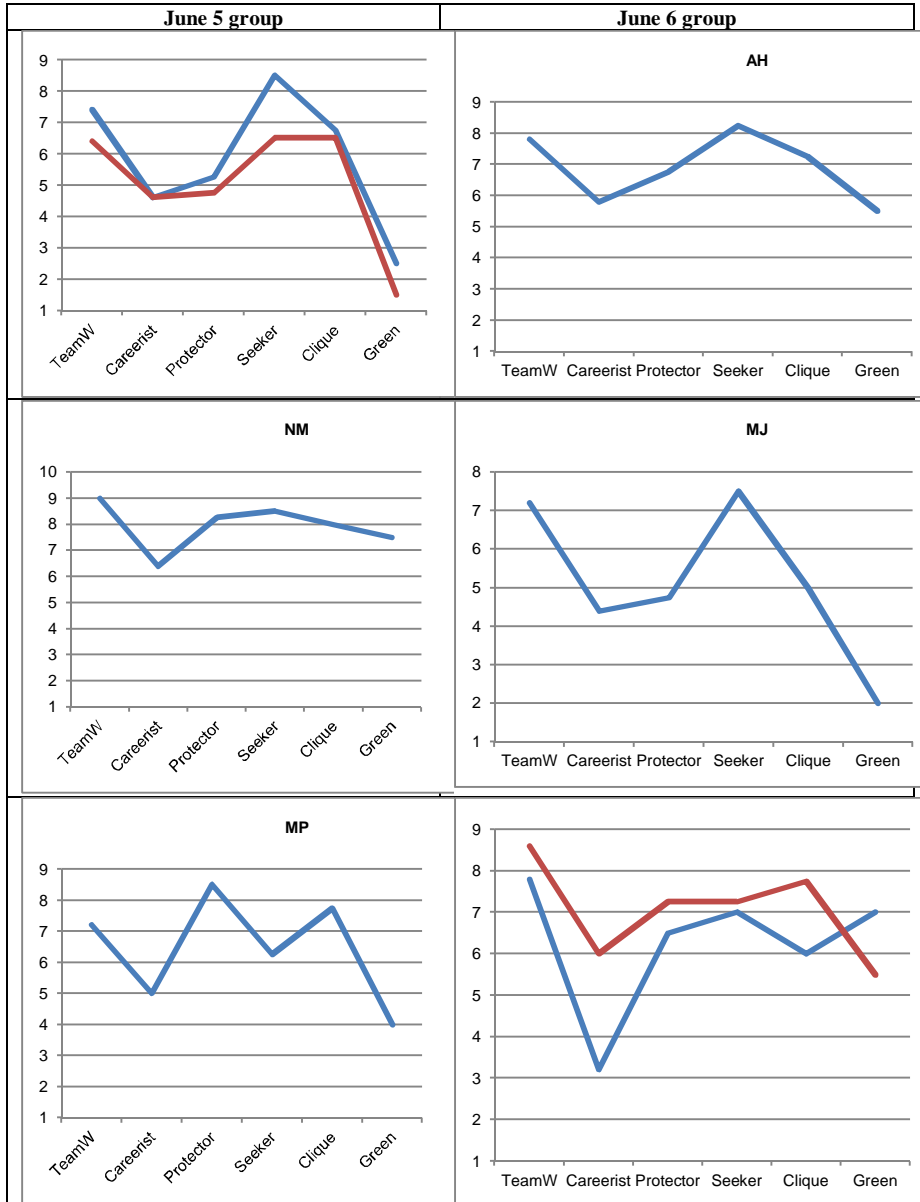 June 5 group
June 6 group
9
8
7
6
5
4
3
2
1
TeamW
Careerist
Protector
Seeker
Clique
Green
AH
9
8
7
6
5
4
3
2
1
TeamW Careerist Protector Seeker Clique Green
NM
10
9
8
7
6
5
4
3
2
1
TeamW
Careerist
Protector
Seeker
Clique
Green
MJ
8
7
6
5
4
3
2
1
TeamW Careerist Protector Seeker Clique Green
MP
9
8
7
6
5
4
3
2
1
TeamW
Careerist
Protector
Seeker
Clique
Green
9
8
7
6
5
4
3
2
1
TeamW Careerist Protector Seeker Clique Green